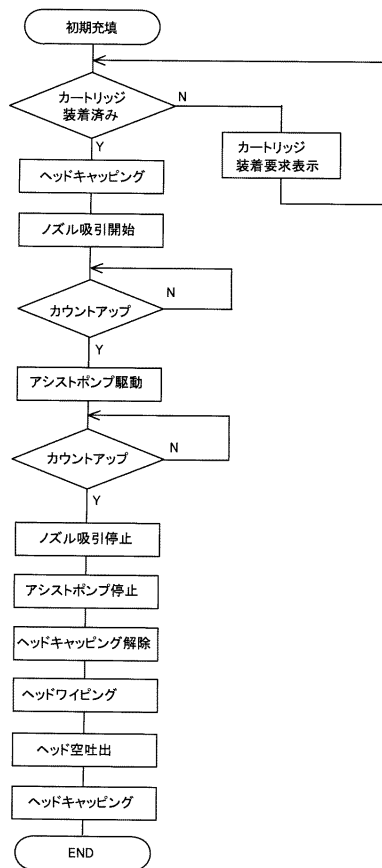 初期充填
カートリッジ
装着済み
N
Y
カートリッジ
装着要求表示
ヘッドキャッピング
ノズル吸引開始
カウントアップ
N
Y
アシストポンプ駆動
カウントアップ
N
Y
ノズル吸引停止
アシストポンプ停止
ヘッドキャッピング解除
ヘッドワイピング
ヘッド空吐出
ヘッドキャッピング
END